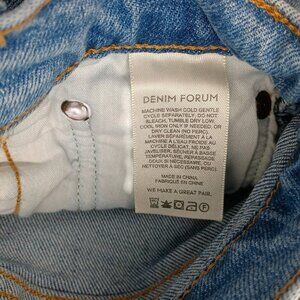 DENIM FORUM
MACHINE WASH COLD GENTLE
CYCLE SEPARATELY. DO NOT
BLEACH, TUMBLE DRY LOW,
COOL IRON ONLY IF NEEDED, OR
DRY CLEAN (NO PERC).
LAVER SÉPARÉMENT À LA
MACHINE À L'EAU FROIDE AU
CYCLE DÉLICAT, NE PAS
JAVELLISER, SÉCHER À BASSE
TEMPÉRATURE, REPASSAGE
DOUX SI NÉCESSAIRE OU
NETTOYAGE À SEC (SANS
PERC).
MADE IN CHINA
FABRIQUÉ EN CHINE
WE MAKE A GREAT PAIR.